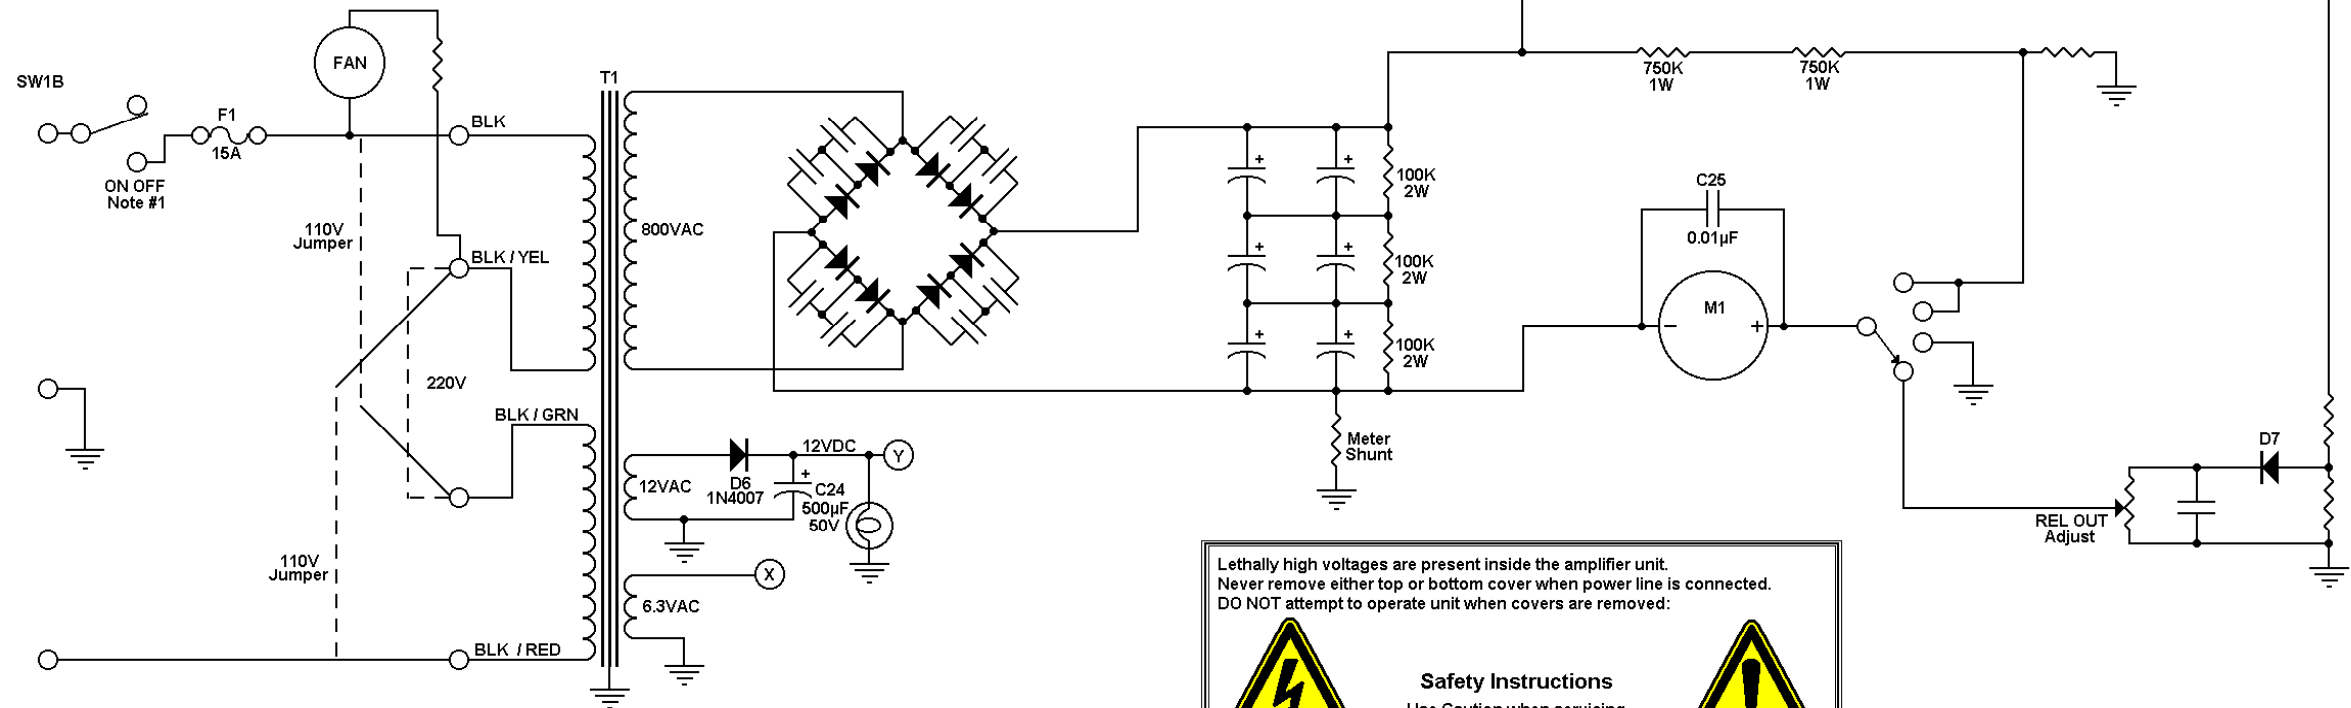 FAN
SW1B
T1
750K
1W
750K
1W
F1
15A
BLK
ON OFF
Note #1
100K
2W
C25
110V
Jumper
800VAC
0.01µF
BLK / YEL
100K
2W
M1
−
+
100K
2W
220V
BLK / GRN
12VDC
Y
Meter
Shunt
D7
12VAC
D6
1N4007
+
C24
500µF
50V
REL OUT
Adjust
110V
Jumper
X
6.3VAC
BLK / RED
+
+
+
+
+
+
Lethally high voltages are present inside the amplifier unit.
Never remove either top or bottom cover when power line is connected.
DO NOT attempt to operate unit when covers are removed:
Safety Instructions
Use Caution when servicing